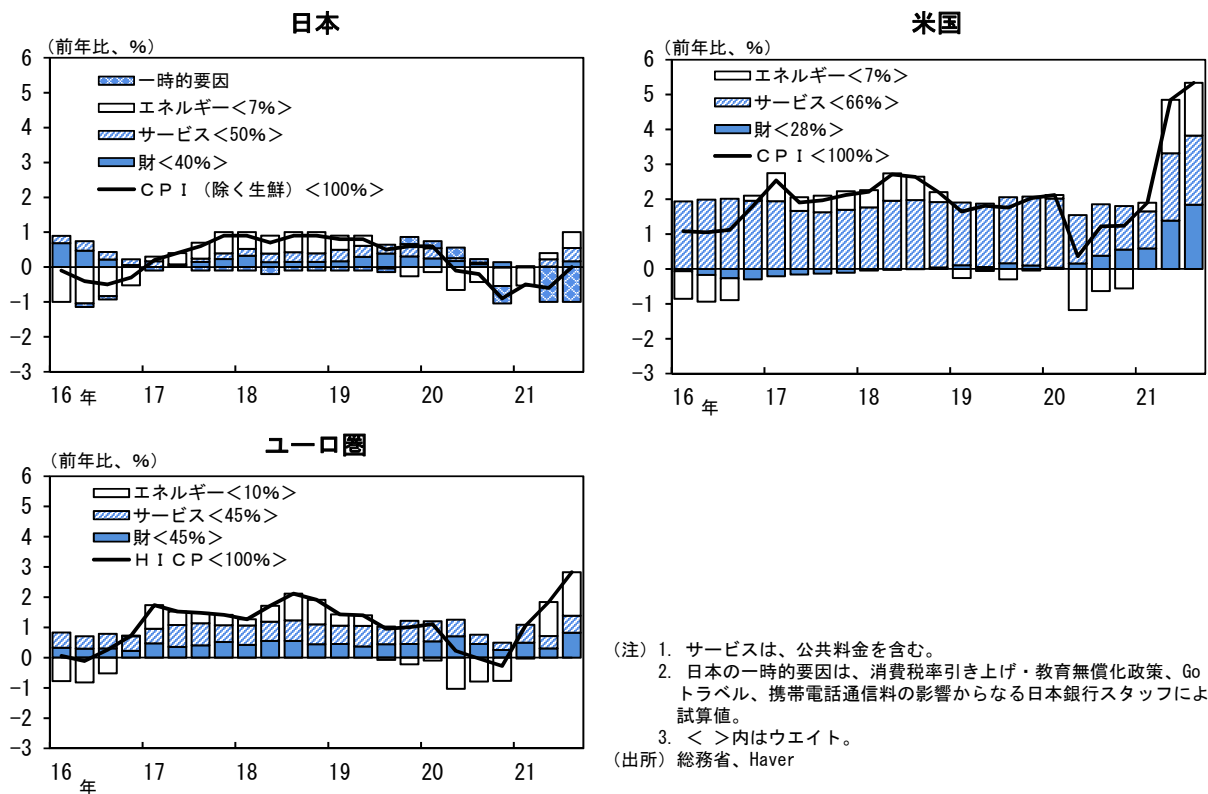 日本
（前年比、%）
6
5
4
3
2
1
0
-1
-2
-3
一時的要因
エネルギー＜7%＞
サービス＜50%＞
財＜40%＞
ＣＰＩ（除く生鮮）＜100%＞
16 年 17 18 19 20 21
米国
（前年比、%）
6
5
4
3
2
1
0
-1
-2
-3
エネルギー＜7%＞
サービス＜66%＞
財＜28%＞
ＣＰＩ＜100%＞
16 年 17 18 19 20 21
ユーロ圏
（前年比、%）
6
5
4
3
2
1
0
-1
-2
-3
エネルギー＜10%＞
サービス＜45%＞
財＜45%＞
ＨＩＣＰ＜100%＞
16 年 17 18 19 20 21
（注）1. サービスは、公共料金を含む。
2. 日本の一時的要因は、消費税率引き上げ・教育無償化政策、Go
トラベル、携帯電話通信料の影響からなる日本銀行スタッフによ
試算値。
3. ＜ ＞内はウエイト。
（出所）総務省、Haver